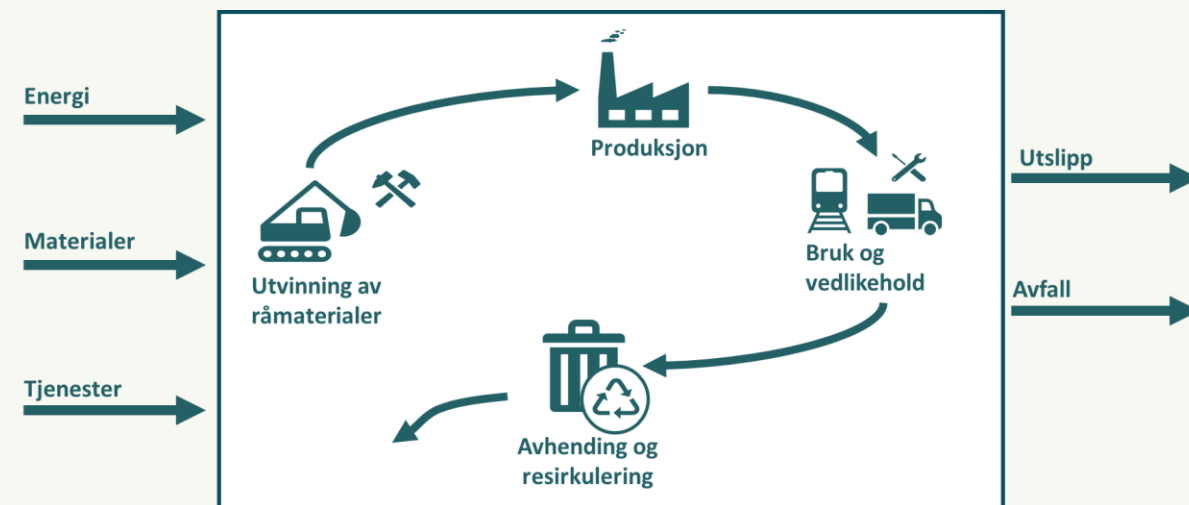 Energi
Materialer
Tjenester
Produksjon
Utvinning av
råmaterialer
Bruk og
vedlikehold
Avhending og
resirkulering
Utslipp
Avfall